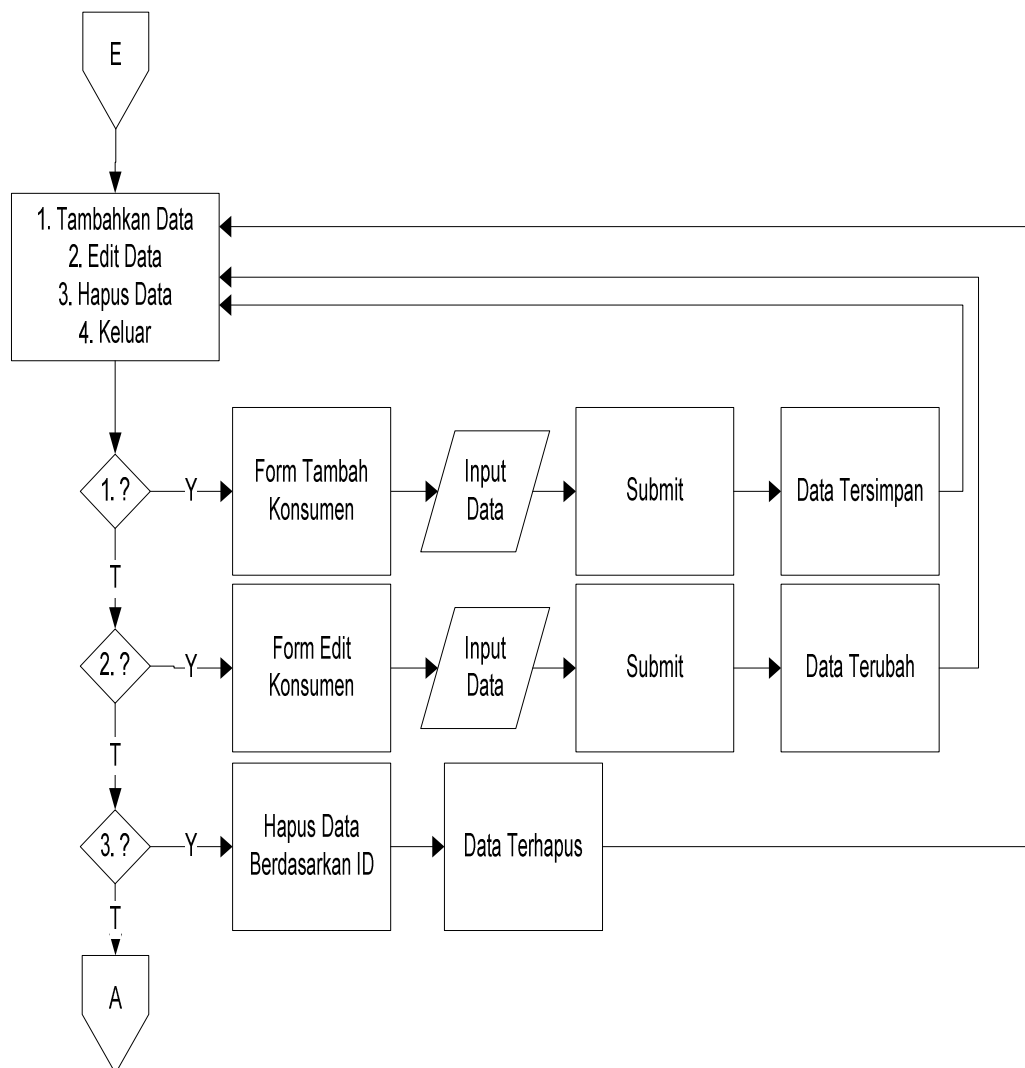 E
1. Tambahkan Data
2. Edit Data
3. Hapus Data
4. Keluar
1. ?
Y
Form Tambah
Konsumen
Input
Data
Submit
Data Tersimpan
T
2. ?
Y
Form Edit
Konsumen
Input
Data
Submit
Data Terubah
T
3. ?
Y
Hapus Data
Berdasarkan ID
Data Terhapus
T
A